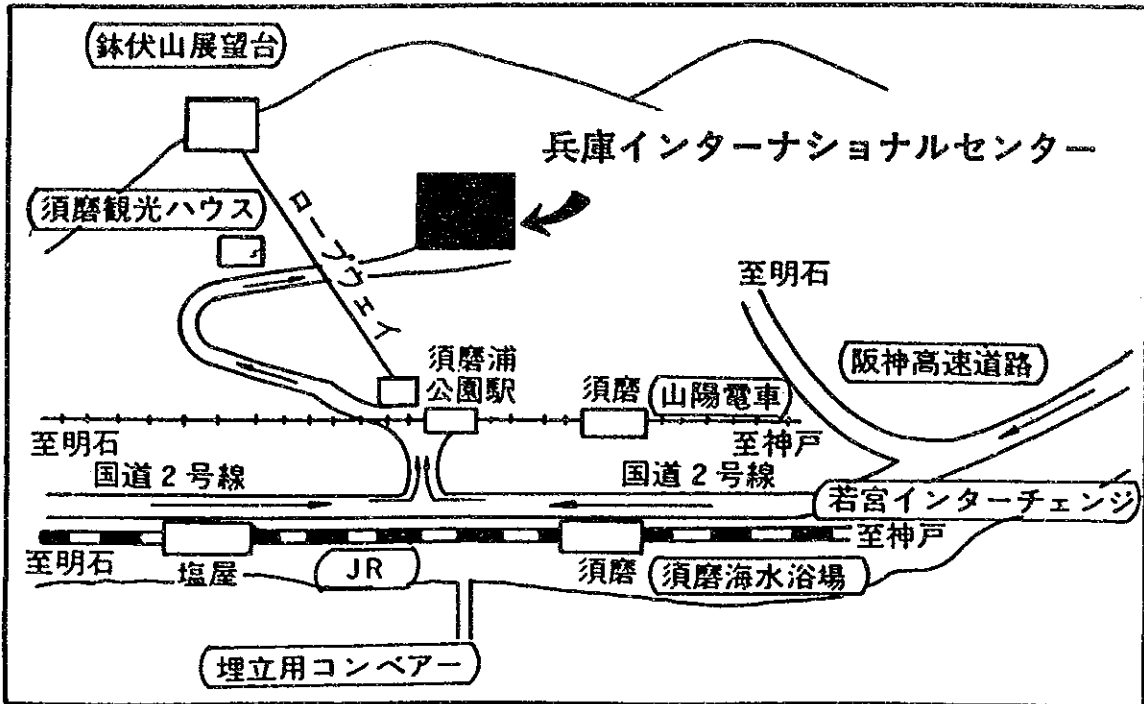 鉢伏山展望台
兵庫インターナショナルセンター
須磨観光ハウス
ロープウェイ
至明石
阪神高速道路
須磨浦
公園駅
須磨
山陽電車
至明石
至神戸
国道2号線
国道2号線
若宮インターチェンジ
至明石
塩屋
JR
須磨
須磨海水浴場
至神戸
埋立用コンベアー